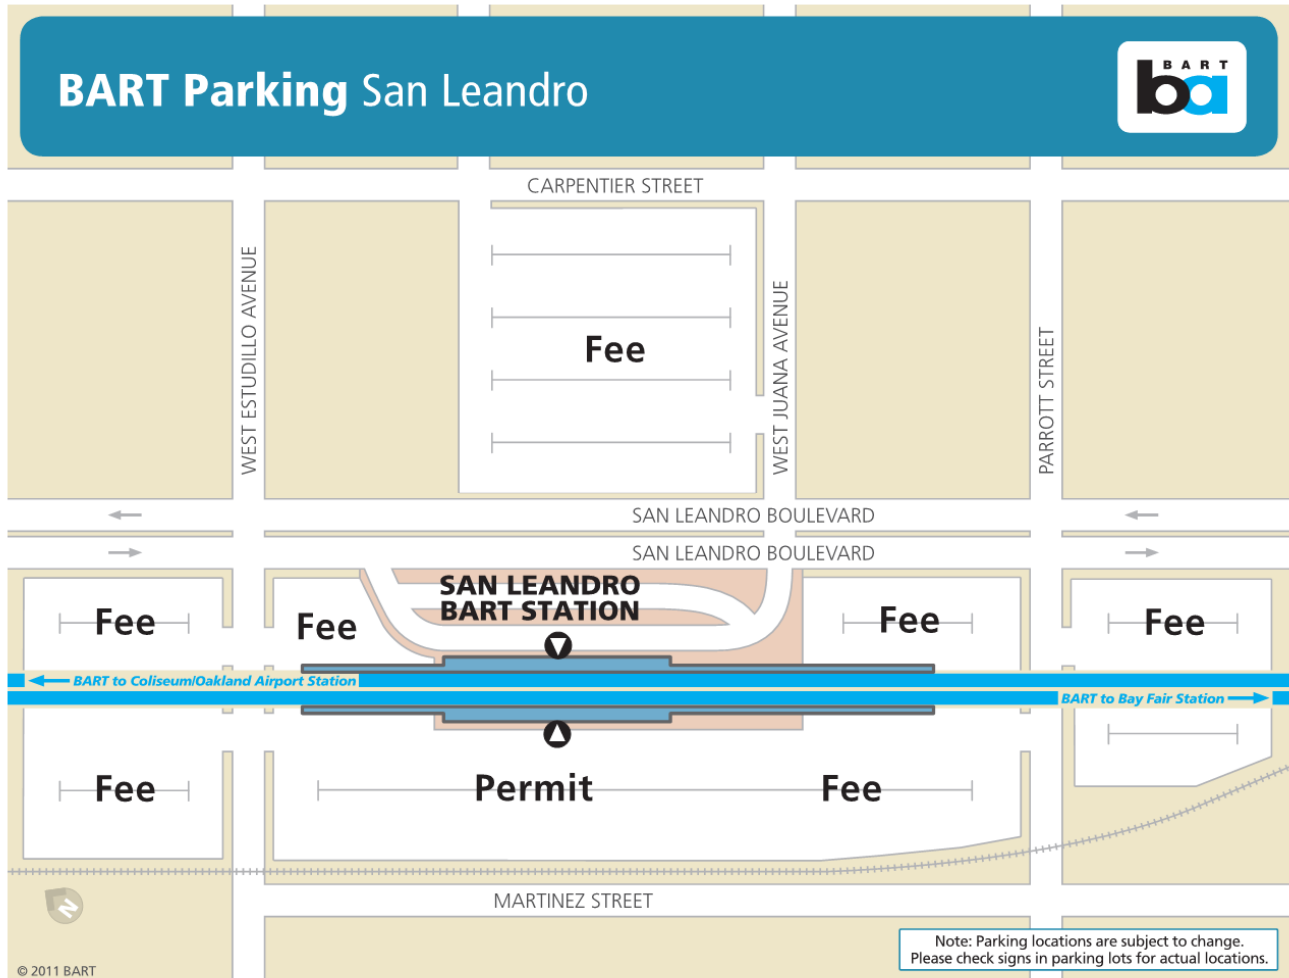 BART Parking San Leandro
BART
ba
CARPENTIER STREET
WEST ESTUDILLO AVENUE
Fee
WEST JUANA AVENUE
PARROTT STREET
SAN LEANDRO BOULEVARD
SAN LEANDRO BOULEVARD
SAN LEANDRO
BART STATION
Fee
Fee
Fee
Fee
BART to Coliseum/Oakland Airport Station
BART to Bay Fair Station
Fee
Permit
Fee
MARTINEZ STREET
N
Note: Parking locations are subject to change.
Please check signs in parking lots for actual locations.
© 2011 BART